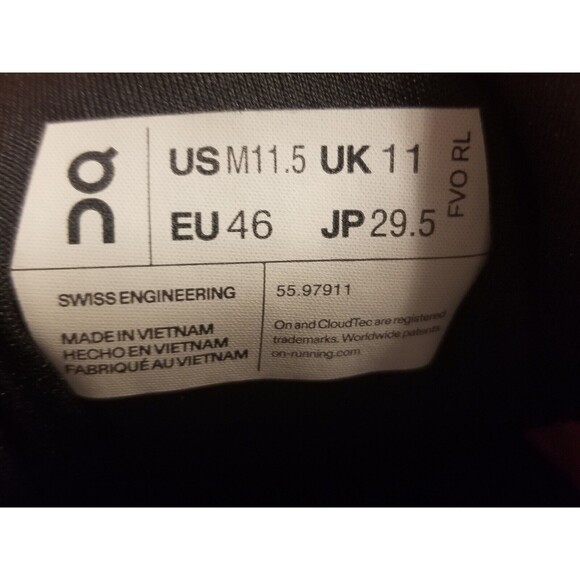 on
US M11.5 UK 11
EU 46 JP 29.5
FVO RL
SWISS ENGINEERING
MADE IN VIETNAM
HECHO EN VIETNAM
FABRIQUÉ AU VIETNAM
55.97911
On and CloudTec are registered
trademarks. Worldwide patents
on-running.com